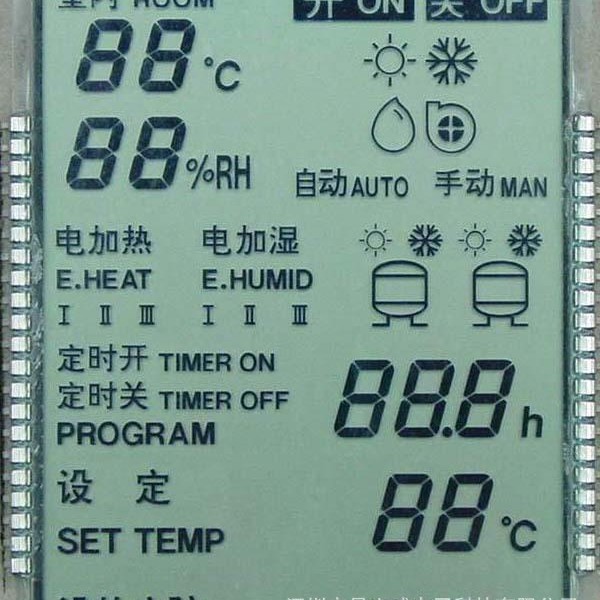 室内 ROOM 开 ON 关 OFF
88 °C
88 %RH
自动 AUTO 手动 MAN
电加热 电加湿
E.HEAT E.HUMID
Ⅰ Ⅱ Ⅲ Ⅰ Ⅱ Ⅲ
定时开 TIMER ON
定时关 TIMER OFF
88.8 h
PROGRAM
设 定
88 °C
SET TEMP